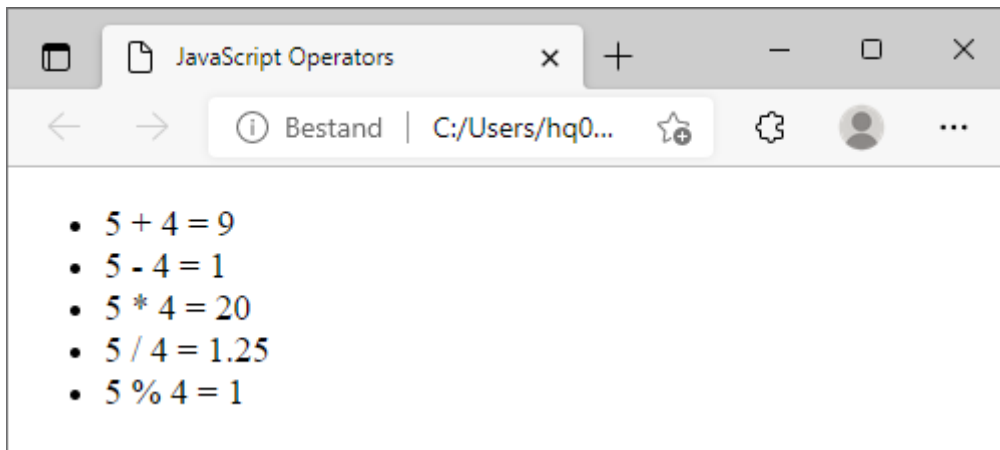 JavaScript Operators
Bestand | C:/Users/hq0...
• 5 + 4 = 9
• 5 - 4 = 1
• 5 * 4 = 20
• 5 / 4 = 1.25
• 5 % 4 = 1